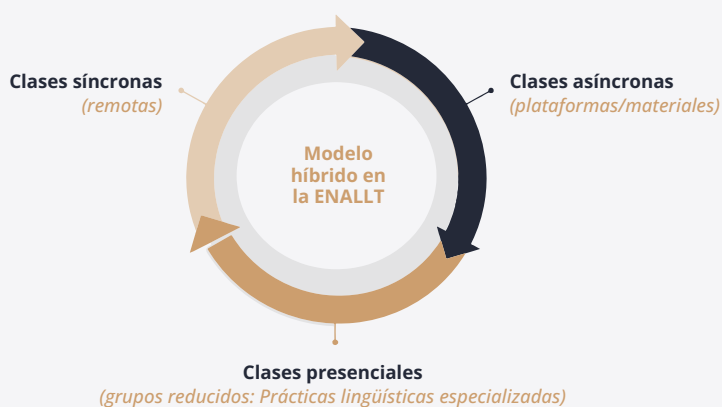 Clases síncronas
(remotas)
Clases asíncronas
(plataformas/materiales)
Modelo
híbrido en
la ENALLT
Clases presenciales
(grupos reducidos: Prácticas lingüísticas especializadas)